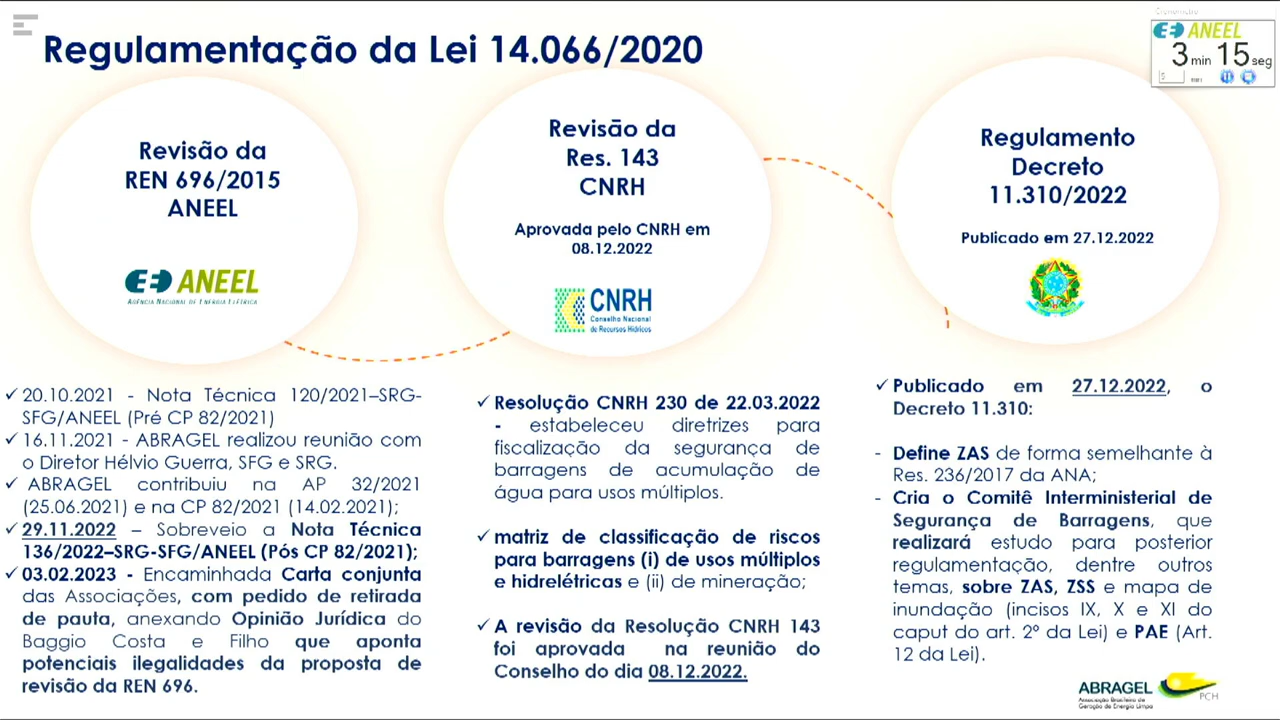 Regulamentação da Lei 14.066/2020
Cronômetro
ANEEL
3 min 15 seg
5
min
Revisão da
REN 696/2015
ANEEL
ANEEL
AGÊNCIA NACIONAL DE ENERGIA ELÉTRICA
✓ 20.10.2021 - Nota Técnica 120/2021–SRG-
SFG/ANEEL (Pré CP 82/2021)
✓ 16.11.2021 - ABRAGEL realizou reunião com
o Diretor Hélvio Guerra, SFG e SRG.
✓ ABRAGEL contribuiu na AP 32/2021
(25.06.2021) e na CP 82/2021 (14.02.2021);
✓ 29.11.2022 – Sobreveio a Nota Técnica
136/2022–SRG-SFG/ANEEL (Pós CP 82/2021);
✓ 03.02.2023 - Encaminhada Carta conjunta
das Associações, com pedido de retirada
de pauta, anexando Opinião Jurídica do
Baggio Costa e Filho que aponta
potenciais ilegalidades da proposta de
revisão da REN 696.
Revisão da
Res. 143
CNRH
Aprovada pelo CNRH em
08.12.2022
CNRH
Conselho Nacional
de Recursos Hídricos
✓ Resolução CNRH 230 de 22.03.2022
- estabeleceu diretrizes para
fiscalização da segurança de
barragens de acumulação de
água para usos múltiplos.
✓ matriz de classificação de riscos
para barragens (i) de usos múltiplos
e hidrelétricas e (ii) de mineração;
✓ A revisão da Resolução CNRH 143
foi aprovada na reunião do
Conselho do dia 08.12.2022.
Regulamento
Decreto
11.310/2022
Publicado em 27.12.2022
✓ Publicado em 27.12.2022, o
Decreto 11.310:
- Define ZAS de forma semelhante à
Res. 236/2017 da ANA;
- Cria o Comitê Interministerial de
Segurança de Barragens, que
realizará estudo para posterior
regulamentação, dentre outros
temas, sobre ZAS, ZSS e mapa de
inundação (incisos IX, X e XI do
caput do art. 2º da Lei) e PAE (Art.
12 da Lei).
ABRAGEL
Associação Brasileira de
Geração de Energia Limpa
PCH